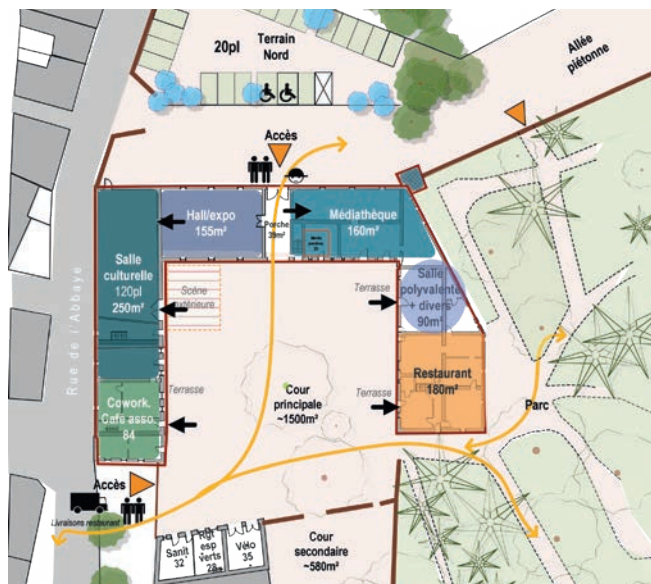 20pl
Terrain
Nord
Allée
piétonne
Accès
Hall/expo
155m²
Porche
39m²
Médiathèque
160m²
Salle
culturelle
120pl
250m²
Scène
extérieure
Terrasse
Salle
polyvalente
+ divers
90m²
Rue de l'Abbaye
Terrasse
Cour
principale
~1500m²
Terrasse
Restaurant
180m²
Parc
Cowork.
Café asso.
84
Accès
Livraisons restaurant
Sanit
32
Rgt
esp
verts
28
Vélo
35
Cour
secondaire
~580m²